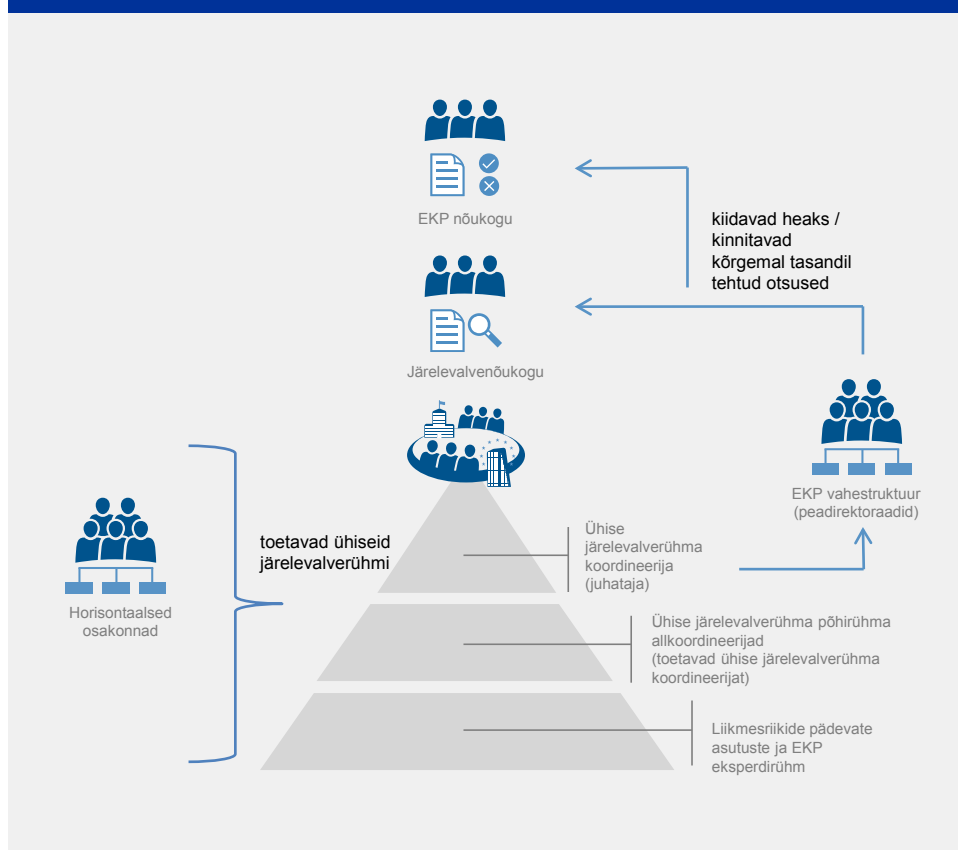 EKP nõukogu
kiidavad heaks /
kinnitavad
kõrgemal tasandil
tehtud otsused
Järelevalvenõukogu
EKP vahestruktuur
(peadirektoraadid)
toetavad ühiseid
järelevalverühmi
Ühise
järelevalverühma
koordineerija
(juhataja)
Horisontaalsed
osakonnad
Ühise järelevalverühma põhirühma
allkoordineerijad
(toetavad ühise järelevalverühma
koordineerijat)
Liikmesriikide pädevate
asutuste ja EKP
eksperdirühm